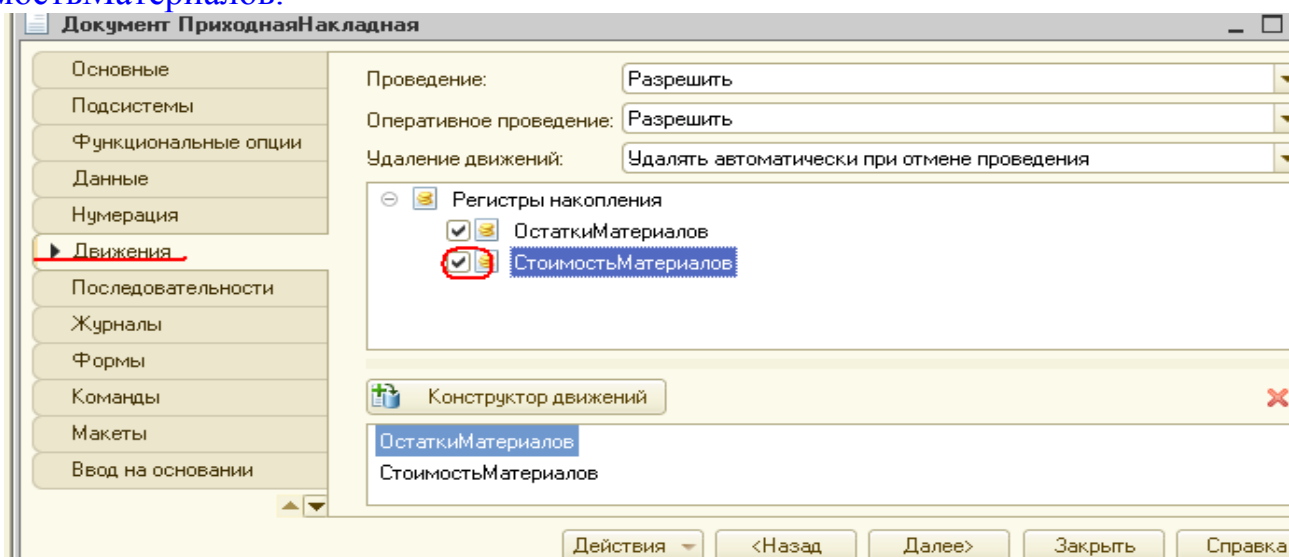 мостьМатериалов.
Документ ПриходнаяНакладная
Основные
Подсистемы
Функциональные опции
Данные
Нумерация
Движения
Последовательности
Журналы
Формы
Команды
Макеты
Ввод на основании
Проведение: Разрешить
Оперативное проведение: Разрешить
Удаление движений: Удалять автоматически при отмене проведения
Регистры накопления
ОстаткиМатериалов
СтоимостьМатериалов
Конструктор движений
ОстаткиМатериалов
СтоимостьМатериалов
Действия <Назад Далее> Закрыть Справка